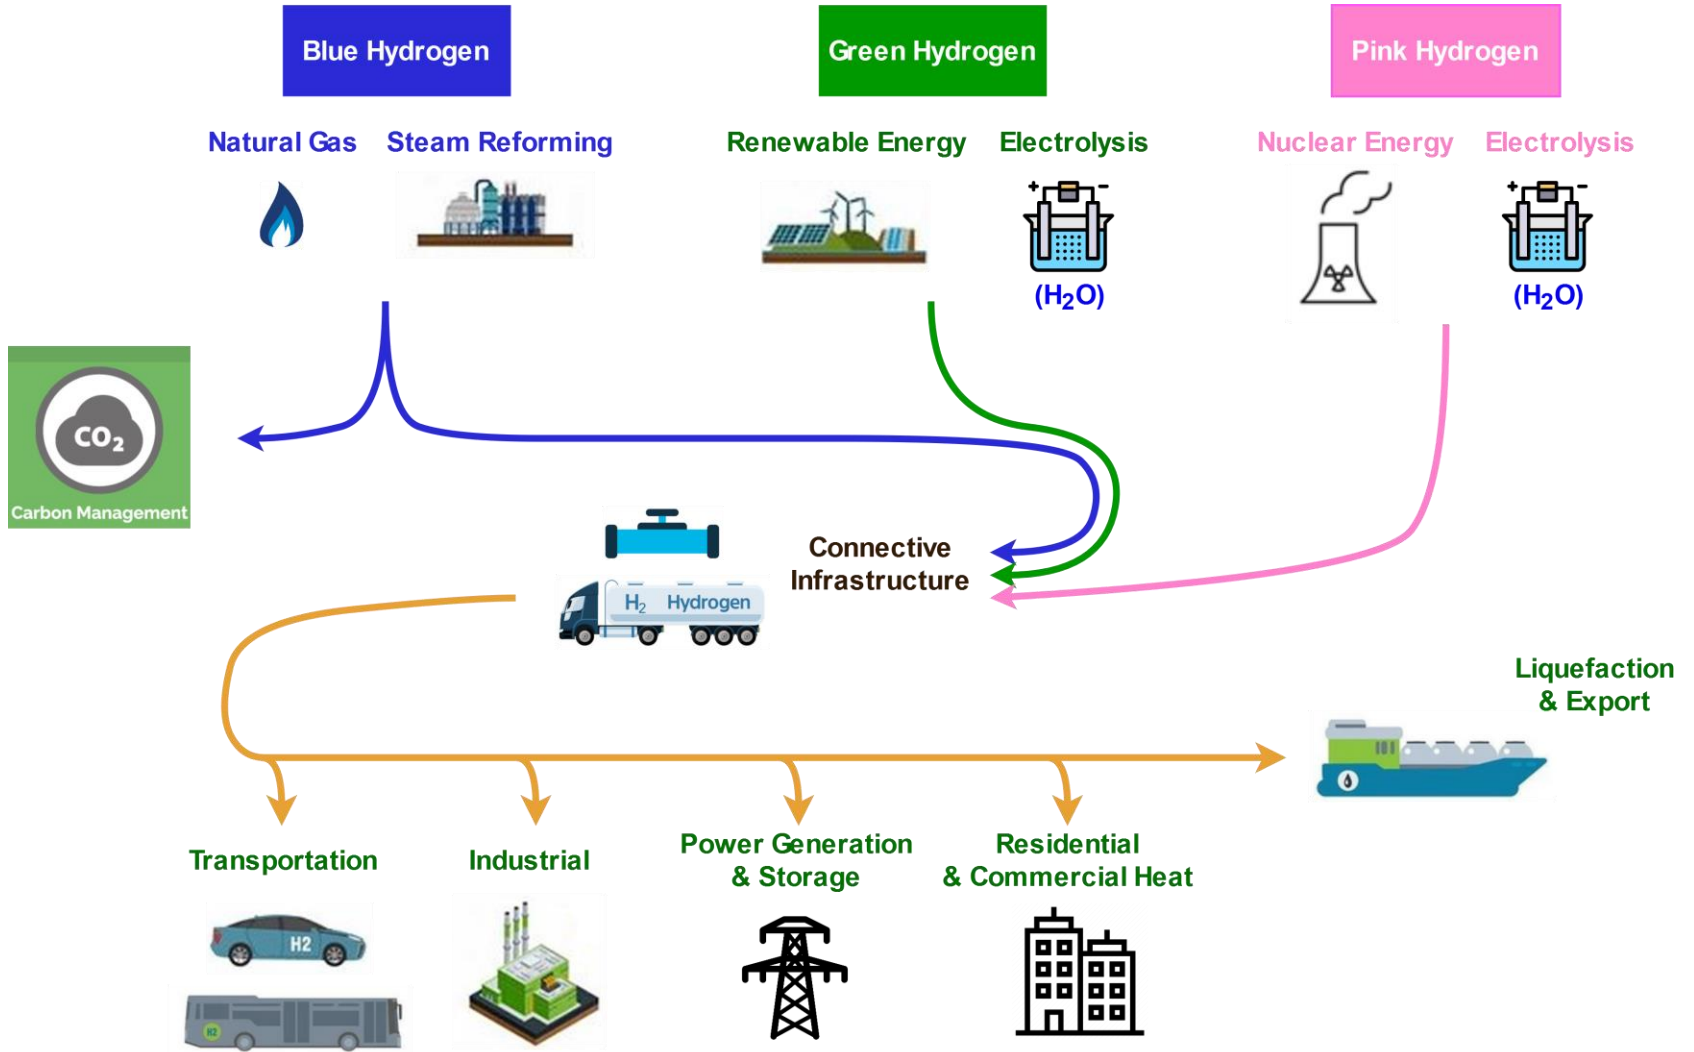 Blue Hydrogen
Green Hydrogen
Pink Hydrogen
Natural Gas
Steam Reforming
Renewable Energy
Electrolysis
Nuclear Energy
Electrolysis
+ −
(H₂O)
+ −
(H₂O)
CO₂
Carbon Management
Connective
Infrastructure
H₂ Hydrogen
Liquefaction
& Export
Transportation
Industrial
Power Generation
& Storage
Residential
& Commercial Heat
H2
H2